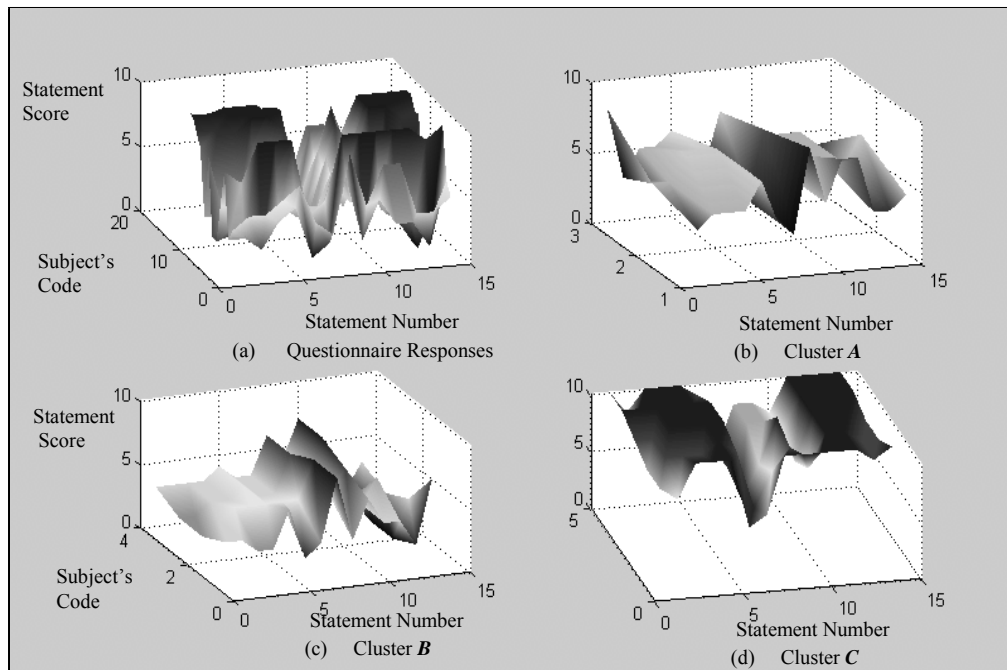 10
Statement
Score
5
0
20
Subject's
10
Code
0
0
5
10
15
Statement Number
(a) Questionnaire Responses
10
5
0
3
2
1
0
5
10
15
Statement Number
(b) Cluster A
10
Statement
Score
5
0
4
Subject's
2
Code
0
0
5
10
15
Statement Number
(c) Cluster B
10
5
0
5
0
0
5
10
15
Statement Number
(d) Cluster C